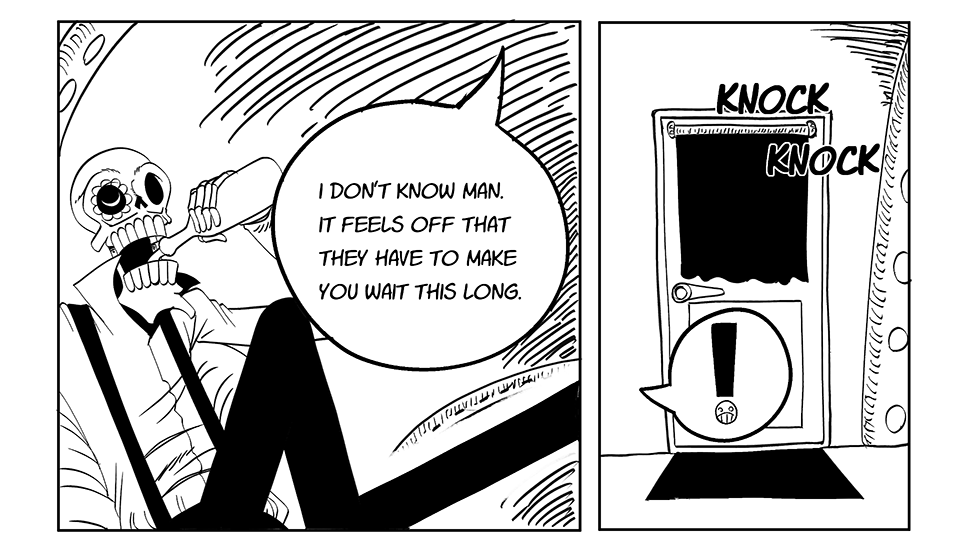 I DON'T KNOW MAN.
IT FEELS OFF THAT
THEY HAVE TO MAKE
YOU WAIT THIS LONG.
KNOCK
KNOCK
!